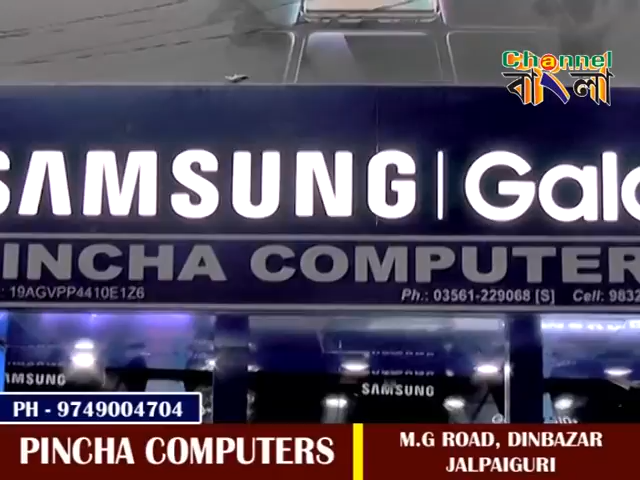 Channel
বাংলা
SAMSUNG | Gala
INCHA COMPUTER
: 19AGVPP4410E1Z6
Ph.: 03561-229068 [S] Cell: 9832
SAMSUNG
SAMSUNG
PH - 9749004704
PINCHA COMPUTERS
M.G ROAD, DINBAZAR
JALPAIGURI